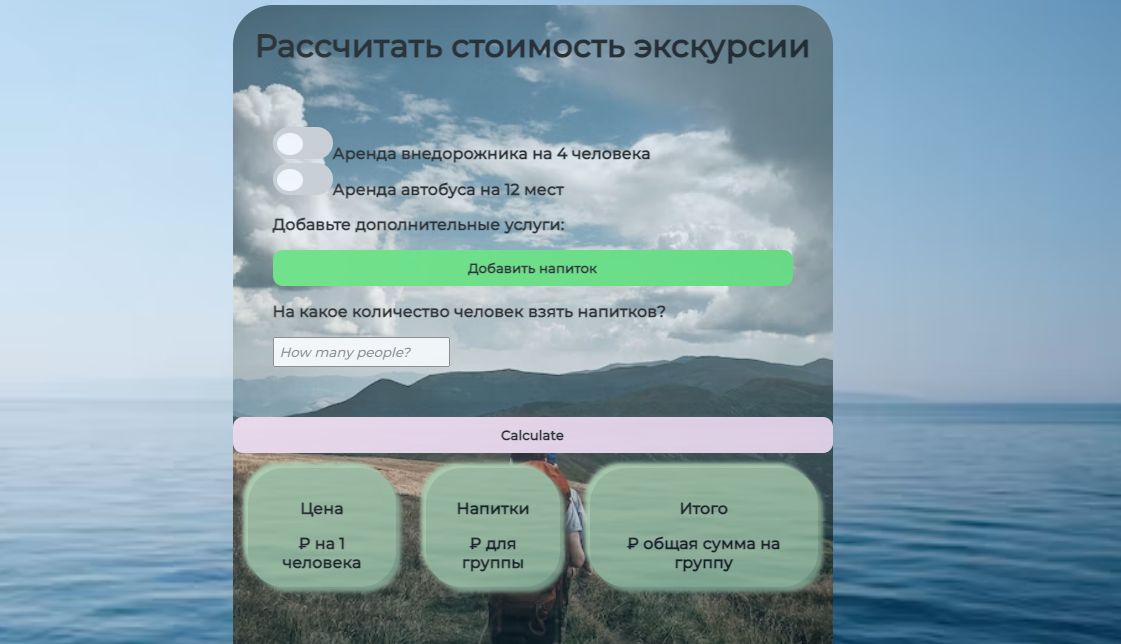 Рассчитать стоимость экскурсии
Аренда внедорожника на 4 человека
Аренда автобуса на 12 мест
Добавьте дополнительные услуги:
Добавить напиток
На какое количество человек взять напитков?
How many people?
Calculate
Цена
₽ на 1
человека
Напитки
₽ для
группы
Итого
₽ общая сумма на
группу